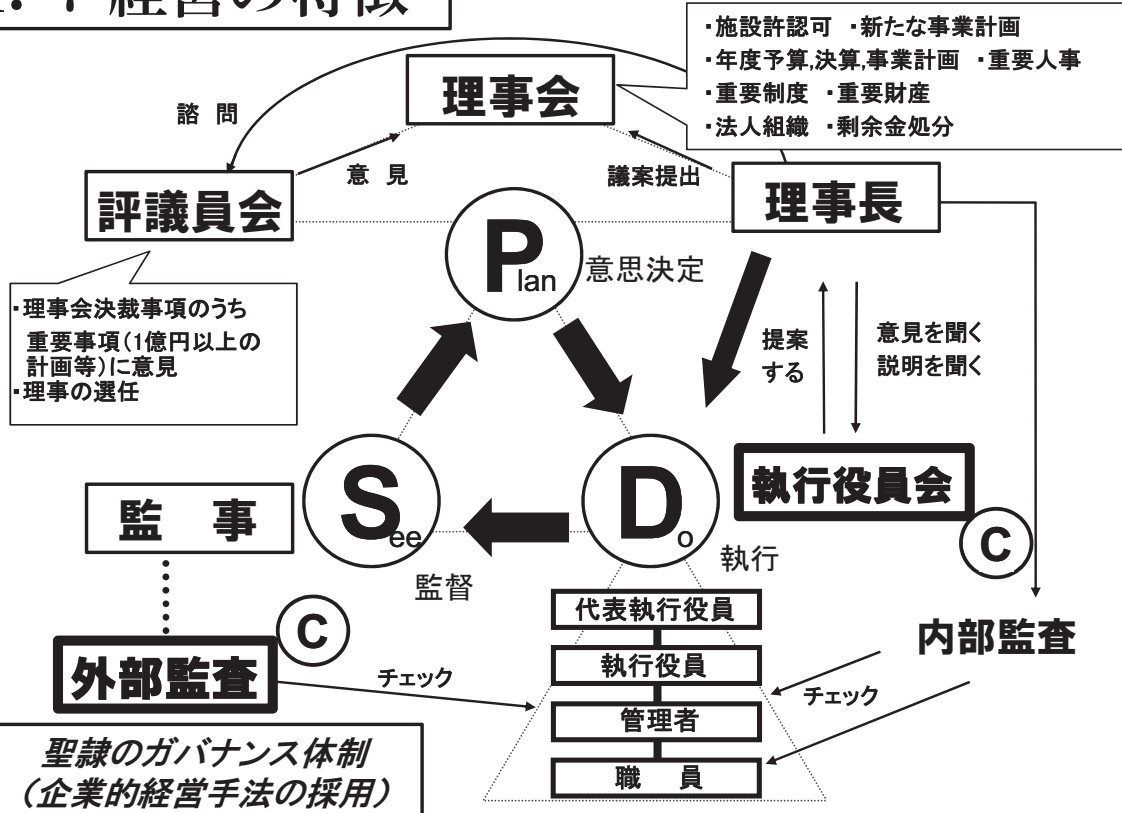 経営の特徴
・施設許認可 ・新たな事業計画
・年度予算,決算,事業計画 ・重要人事
・重要制度 ・重要財産
・法人組織 ・剰余金処分
理事会
諮 問
意 見
議案提出
評議員会
理事長
Plan
意思決定
・理事会決裁事項のうち
重要事項(1億円以上の
計画等)に意見
・理事の選任
提案
する
意見を聞く
説明を聞く
執行役員会
C
監 事
See
監督
Do
執行
外部監査
C
チェック
代表執行役員
執行役員
管理者
職 員
内部監査
チェック
聖隷のガバナンス体制
(企業的経営手法の採用)